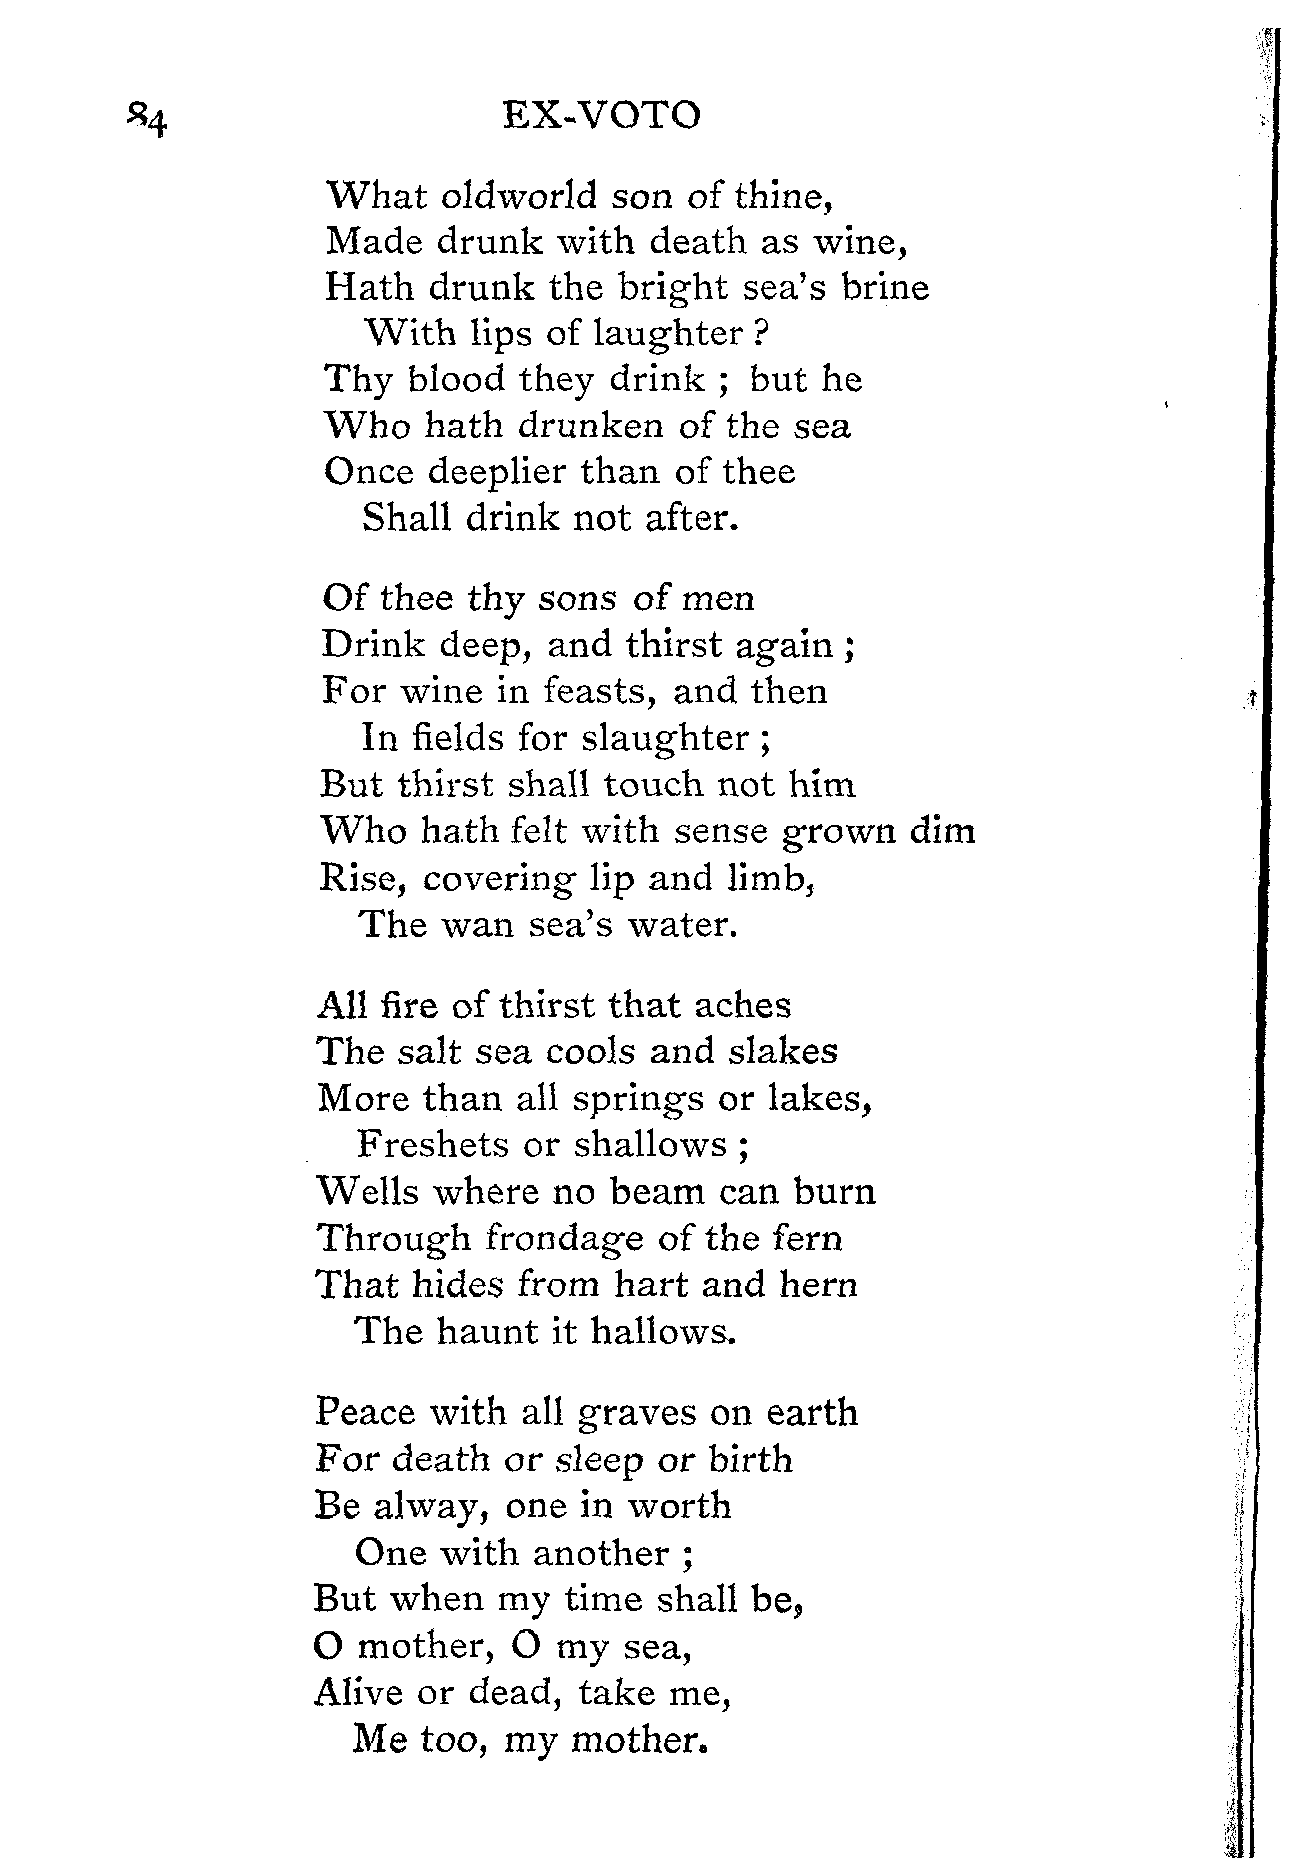 84 EX-VOTO
What oldworld son of thine,
Made drunk with death as wine,
Hath drunk the bright sea's brine
With lips of laughter ?
Thy blood they drink ; but he
Who hath drunken of the sea
Once deeplier than of thee
Shall drink not after.
Of thee thy sons of men
Drink deep, and thirst again ;
For wine in feasts, and then
In fields for slaughter ;
But thirst shall touch not him
Who hath felt with sense grown dim
Rise, covering lip and limb,
The wan sea's water.
All fire of thirst that aches
The salt sea cools and slakes
More than all springs or lakes,
Freshets or shallows ;
Wells where no beam can burn
Through frondage of the fern
That hides from hart and hern
The haunt it hallows.
Peace with all graves on earth
For death or sleep or birth
Be alway, one in worth
One with another ;
But when my time shall be,
O mother, O my sea,
Alive or dead, take me,
Me too, my mother.